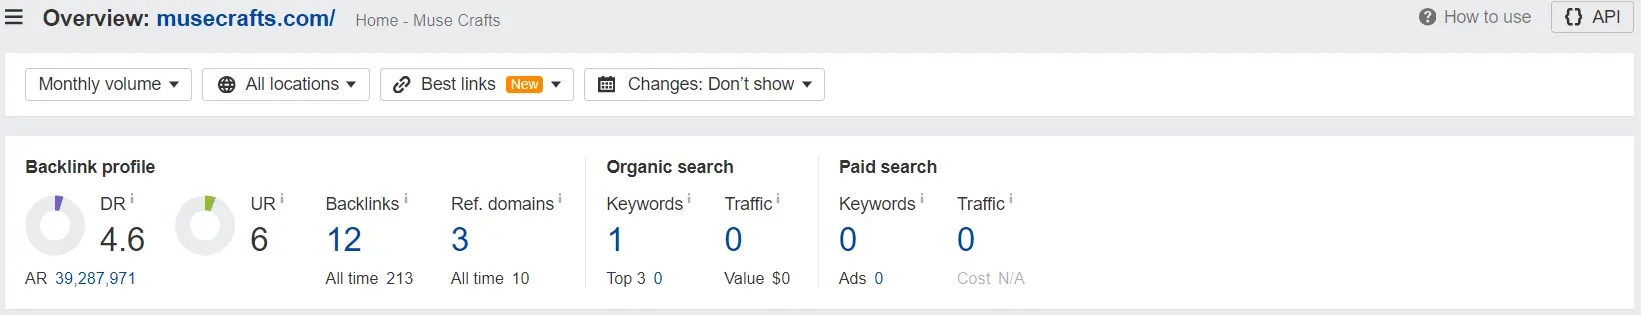 Overview: musecrafts.com/ Home - Muse Crafts How to use {} API
Monthly volume All locations Best links New Changes: Don't show
Backlink profile Organic search Paid search
DR i UR i Backlinks i Ref. domains i Keywords i Traffic i Keywords i Traffic i
4.6 6 12 3 1 0 0 0
AR 39,287,971 All time 213 All time 10 Top 3 0 Value $0 Ads 0 Cost N/A